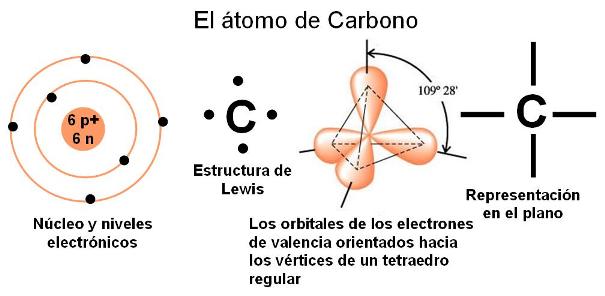 El átomo de Carbono
6 p+
6 n
Núcleo y niveles
electrónicos
C
Estructura de
Lewis
109º 28'
Los orbitales de los electrones
de valencia orientados hacia
los vértices de un tetraedro
regular
C
Representación
en el plano